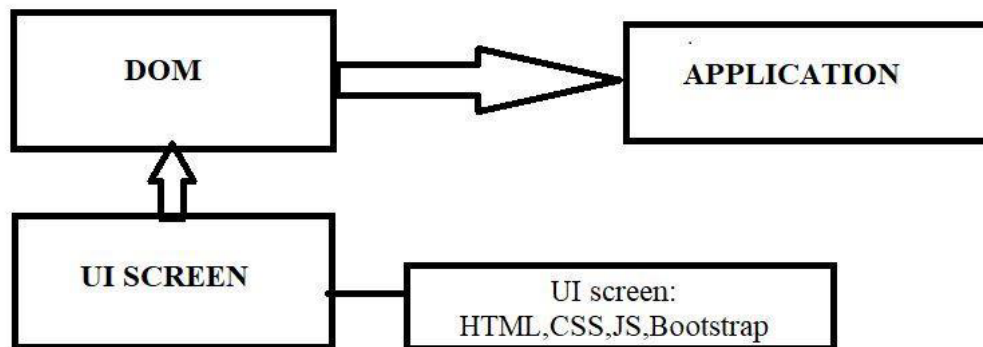 DOM
APPLICATION
UI SCREEN
UI screen:
HTML,CSS,JS,Bootstrap